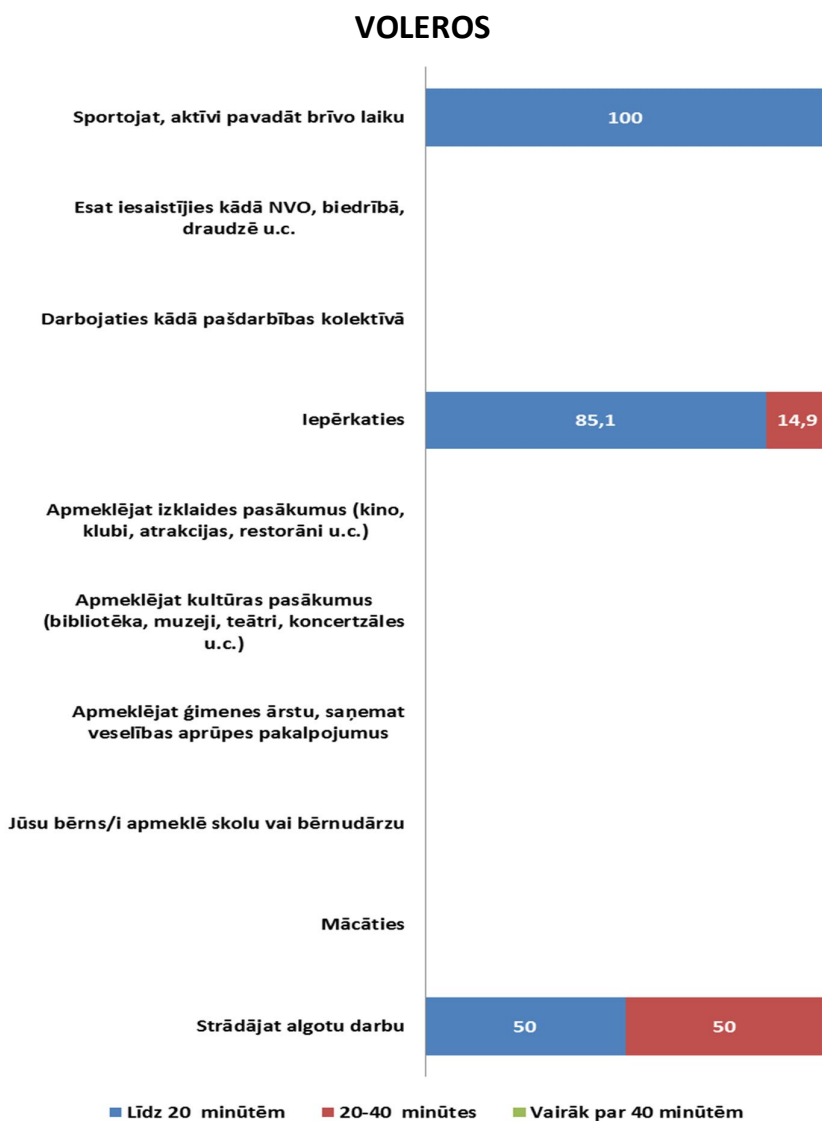 VOLEROS
Sportojat, aktīvi pavadāt brīvo laiku
100
Esat iesaistījies kādā NVO, biedrībā,
draudzē u.c.
Darbojaties kādā pašdarbības kolektīvā
Iepērkaties
85,1
14,9
Apmeklējat izklaides pasākumus (kino,
klubi, atrakcijas, restorāni u.c.)
Apmeklējat kultūras pasākumus
(bibliotēka, muzeji, teātri, koncertzāles
u.c.)
Apmeklējat ģimenes ārstu, saņemat
veselības aprūpes pakalpojumus
Jūsu bērns/i apmeklē skolu vai bērnudārzu
Mācāties
Strādājat algotu darbu
50
50
Līdz 20 minūtēm
20-40 minūtes
Vairāk par 40 minūtēm